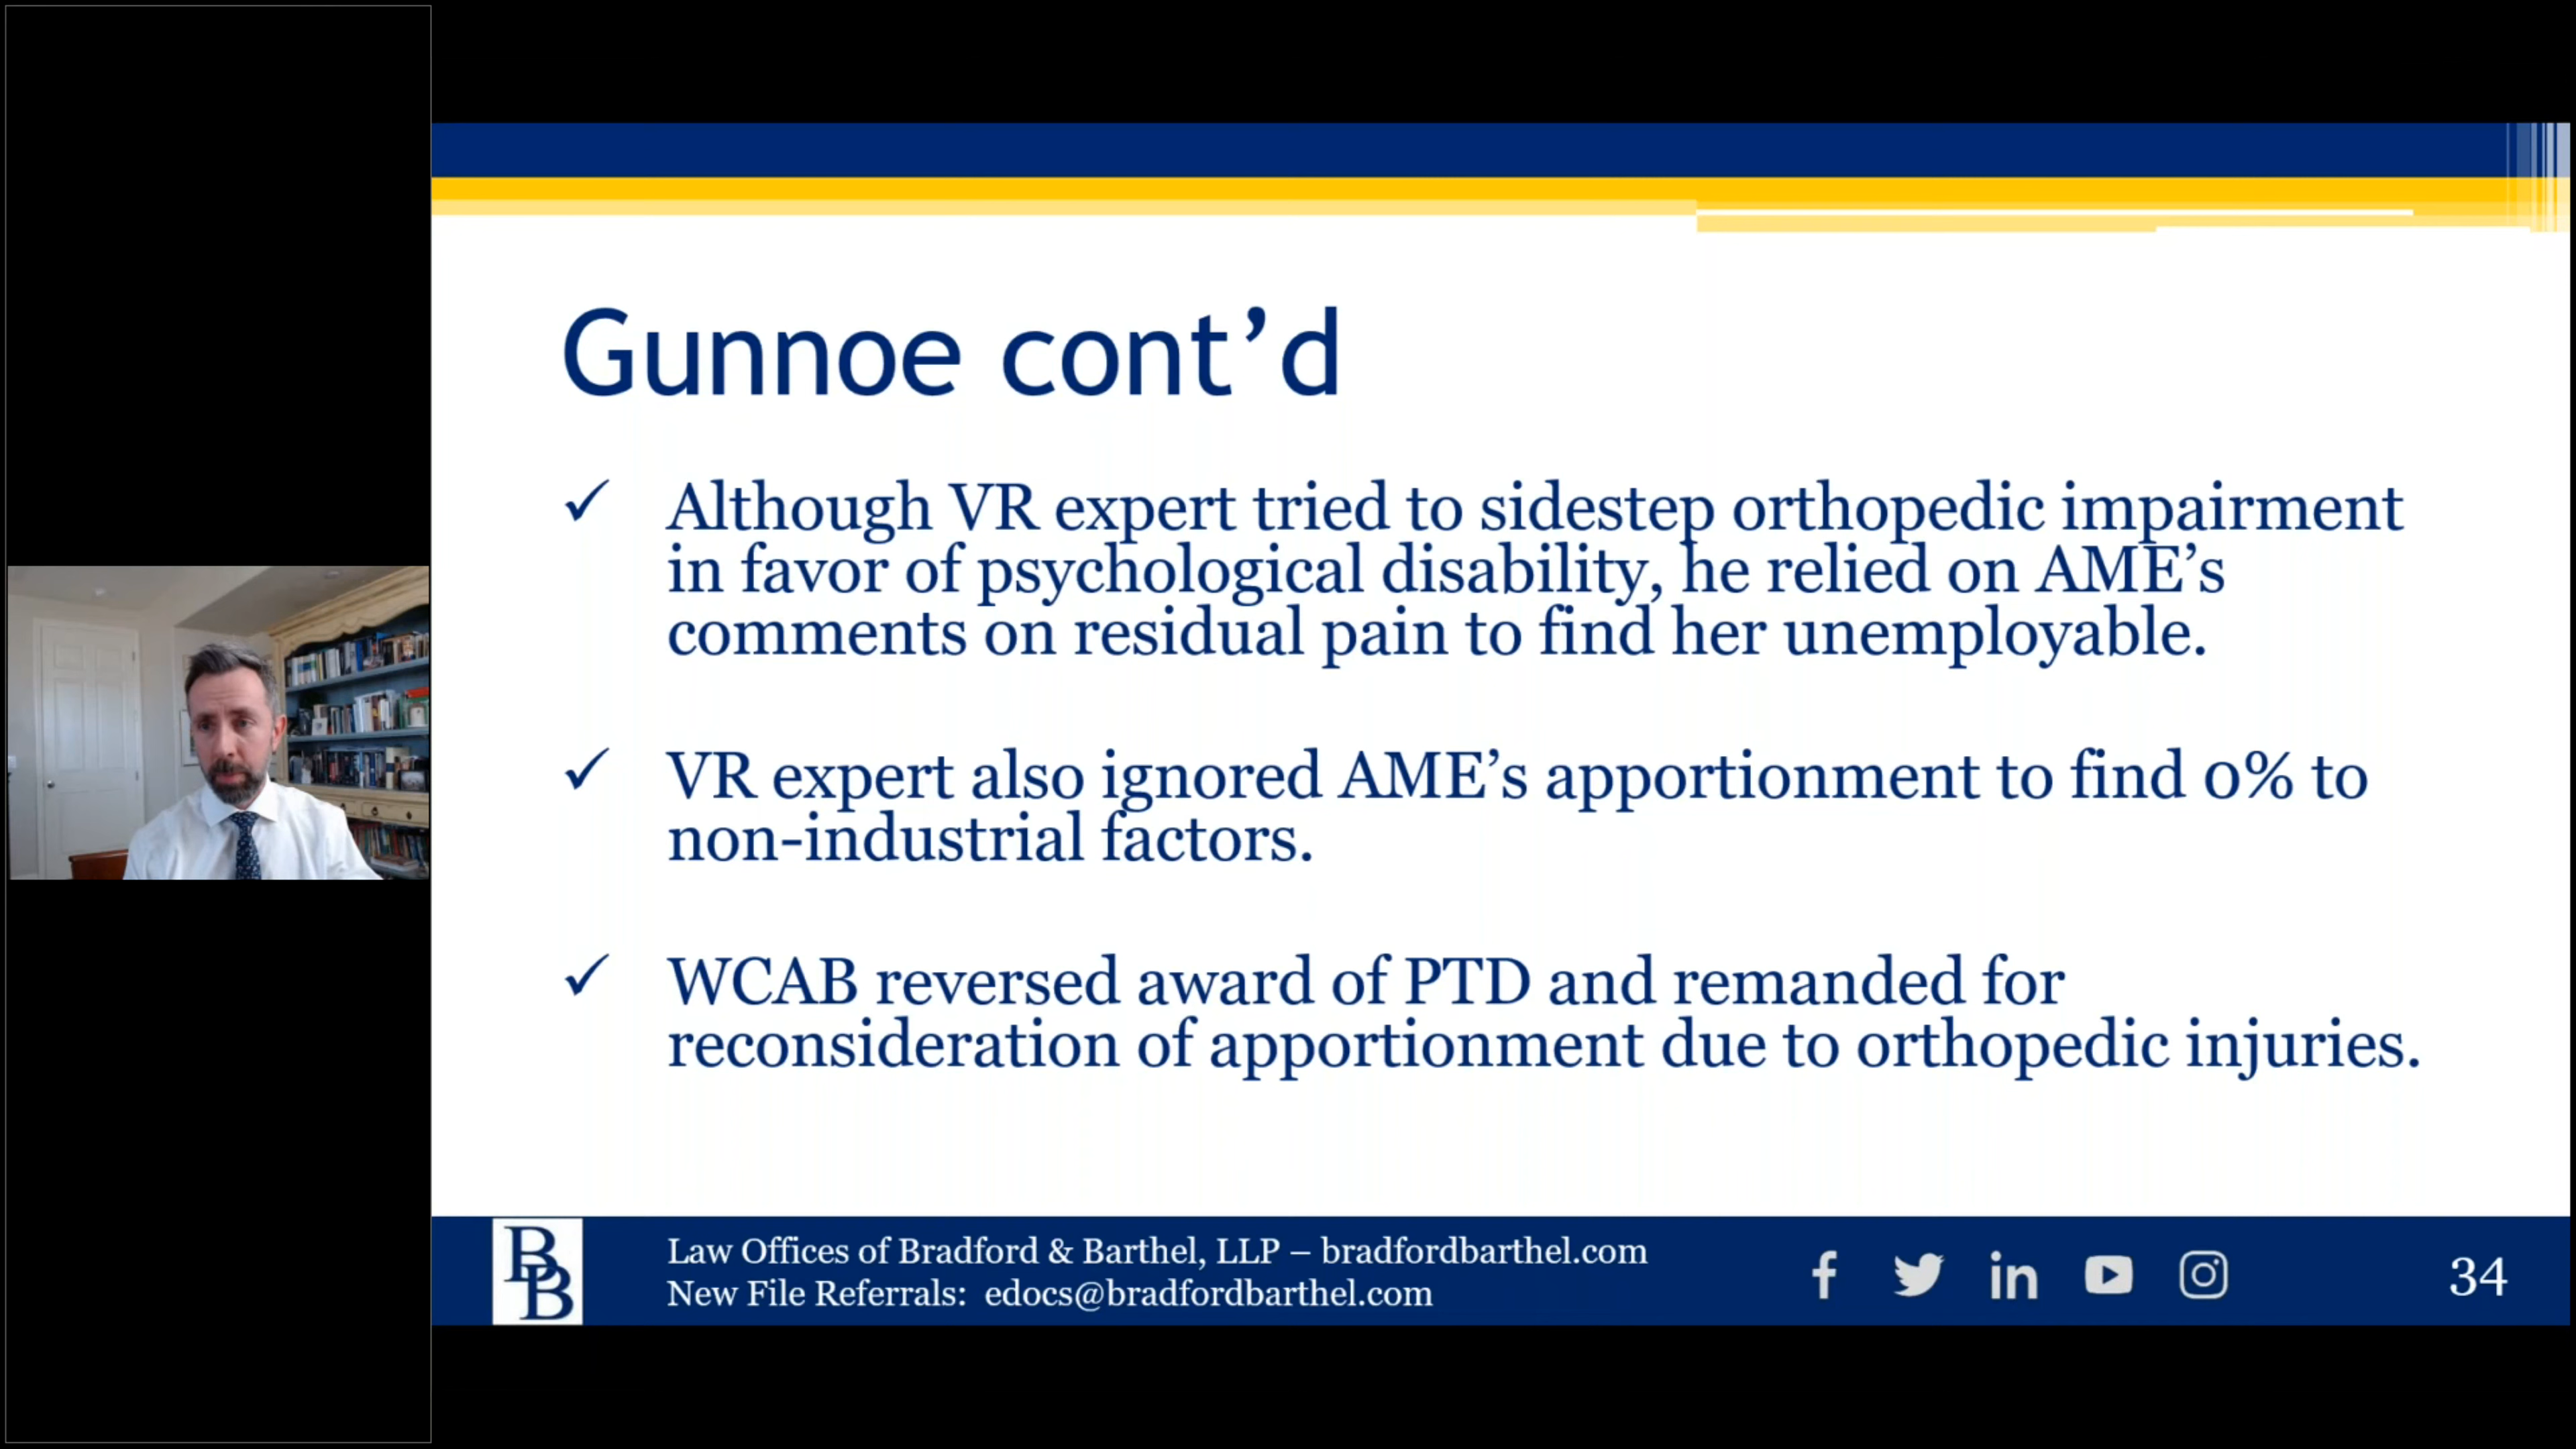 Gunnoe cont’d
Although VR expert tried to sidestep orthopedic impairment
in favor of psychological disability, he relied on AME’s
comments on residual pain to find her unemployable.
VR expert also ignored AME’s apportionment to find 0% to
non-industrial factors.
WCAB reversed award of PTD and remanded for
reconsideration of apportionment due to orthopedic injuries.
BB
Law Offices of Bradford & Barthel, LLP – bradfordbarthel.com
New File Referrals: edocs@bradfordbarthel.com
34